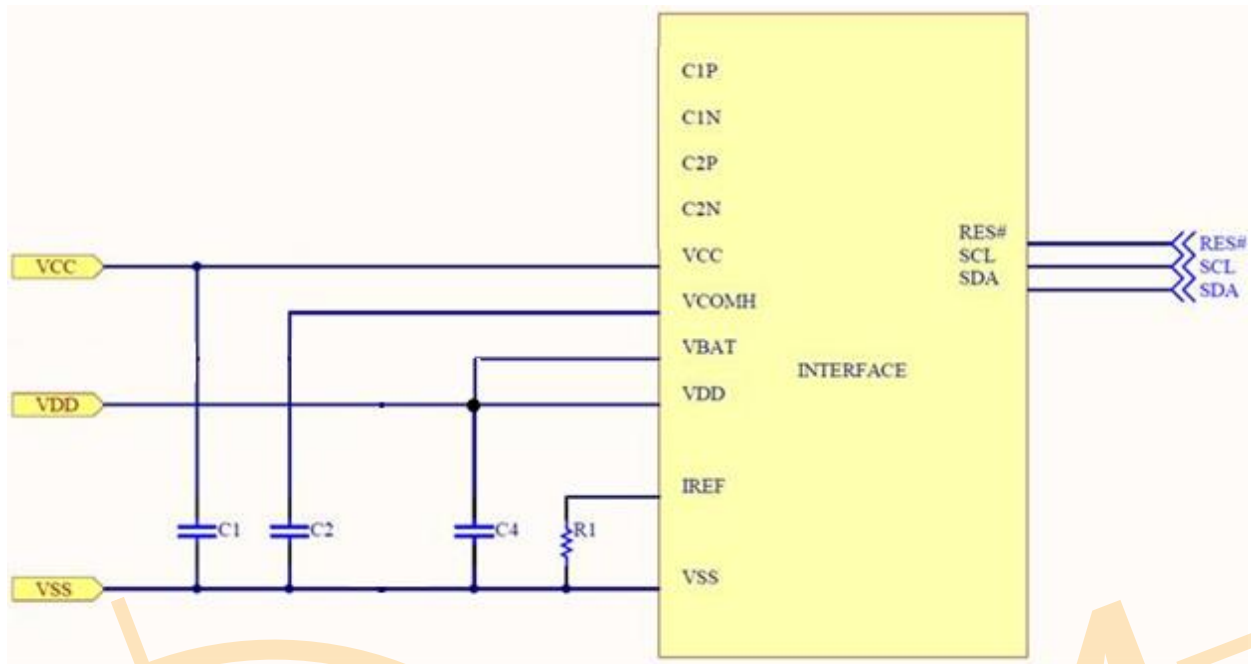 C1P
C1N
C2P
C2N
RES# RES#
VCC VCC SCL SCL
SDA SDA
VCOMH
VBAT
INTERFACE
VDD VDD
IREF
C1 C2 C4 R1
VSS VSS